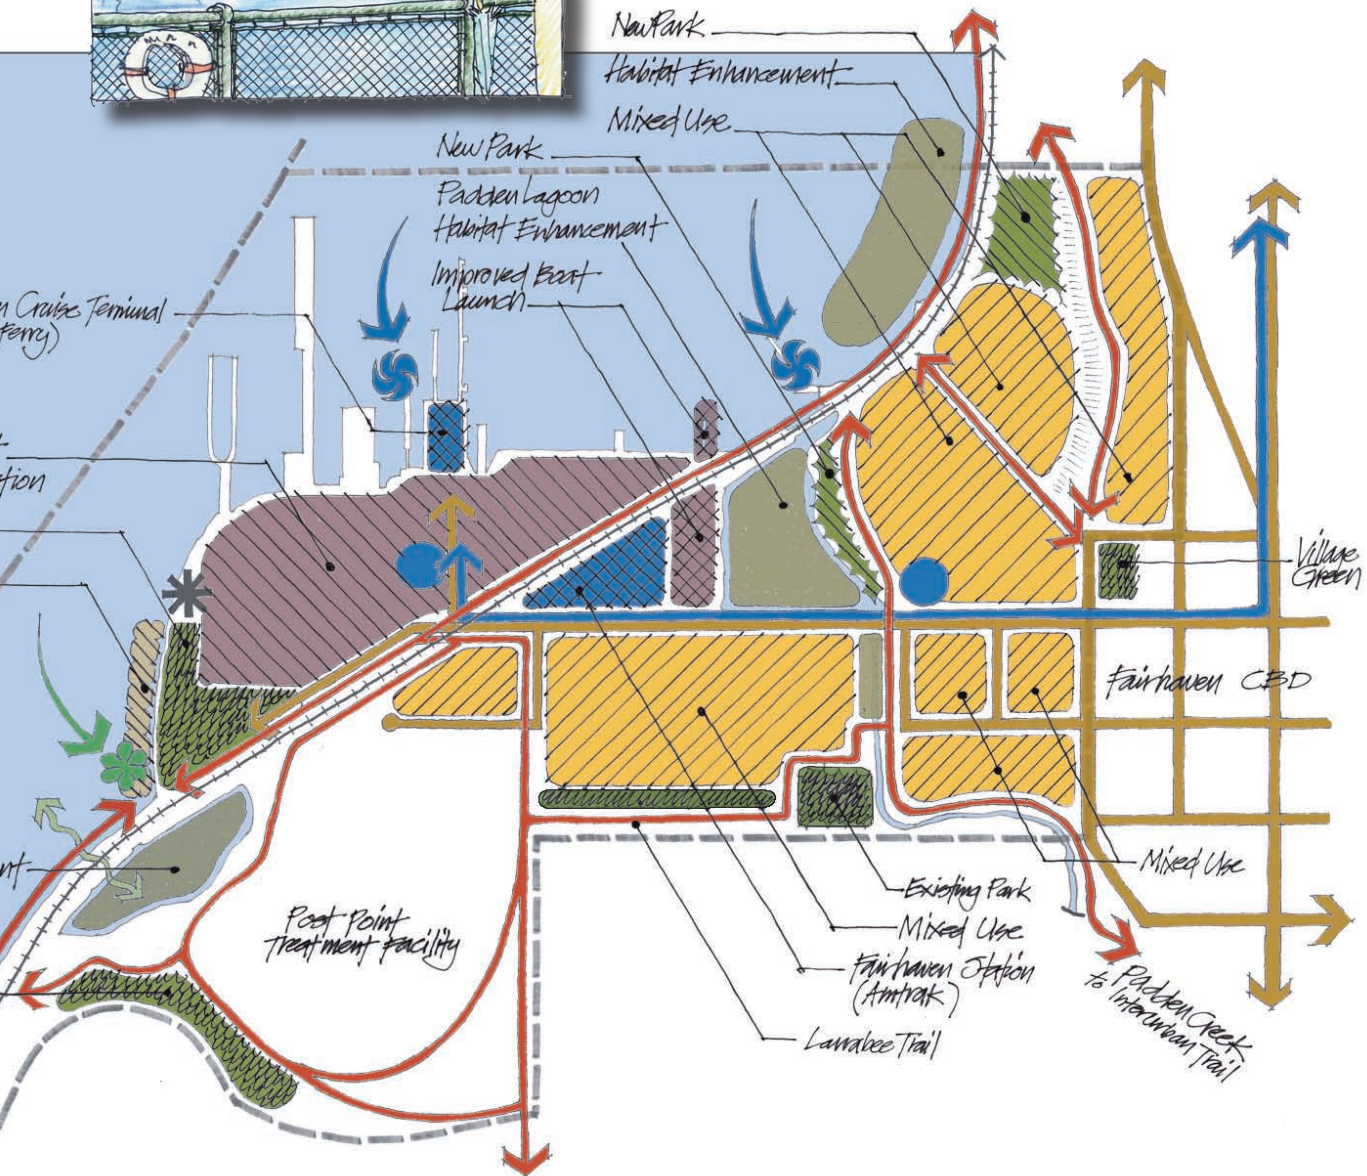 New Park
Habitat Enhancement
Mixed Use
New Park
Padden Lagoon
Habitat Enhancement
Improved Boat
Launch
Cruise Terminal
Ferry)
Village
Green
Fairhaven CBD
Mixed Use
Existing Park
Mixed Use
Fairhaven Station
(Amtrak)
Larrabee Trail
Post Point
Treatment Facility
Padden Creek
to Interurban Trail